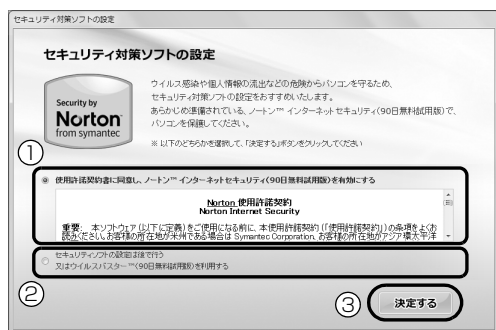 セキュリティ対策ソフトの設定
セキュリティ対策ソフトの設定
Security by
Norton™
from symantec
ウイルス感染や個人情報の流出などの危険からパソコンを守るため、
セキュリティ対策ソフトの設定をおすすめいたします。
あらかじめ準備されている、ノートン™ インターネットセキュリティ(90日無料試用版)で、
パソコンを保護してください。
※ 以下のどちらかを選択して、「決定する」ボタンをクリックしてください
①
使用許諾契約書に同意し、ノートン™ インターネットセキュリティ(90日無料試用版)を有効にする
Norton 使用許諾契約
Norton Internet Security
重要: 本ソフトウェア (以下に定義) をご使用になる前に、本使用許諾契約 (「使用許諾契約」) の条項をよくお
読みください。お客様の所在地が米州である場合は Symantec Corporation、お客様の所在地がアジア環太平洋
セキュリティソフトの設定は後で行う
又はウイルスバスター™(90日無料試用版)を利用する
②
③
決定する